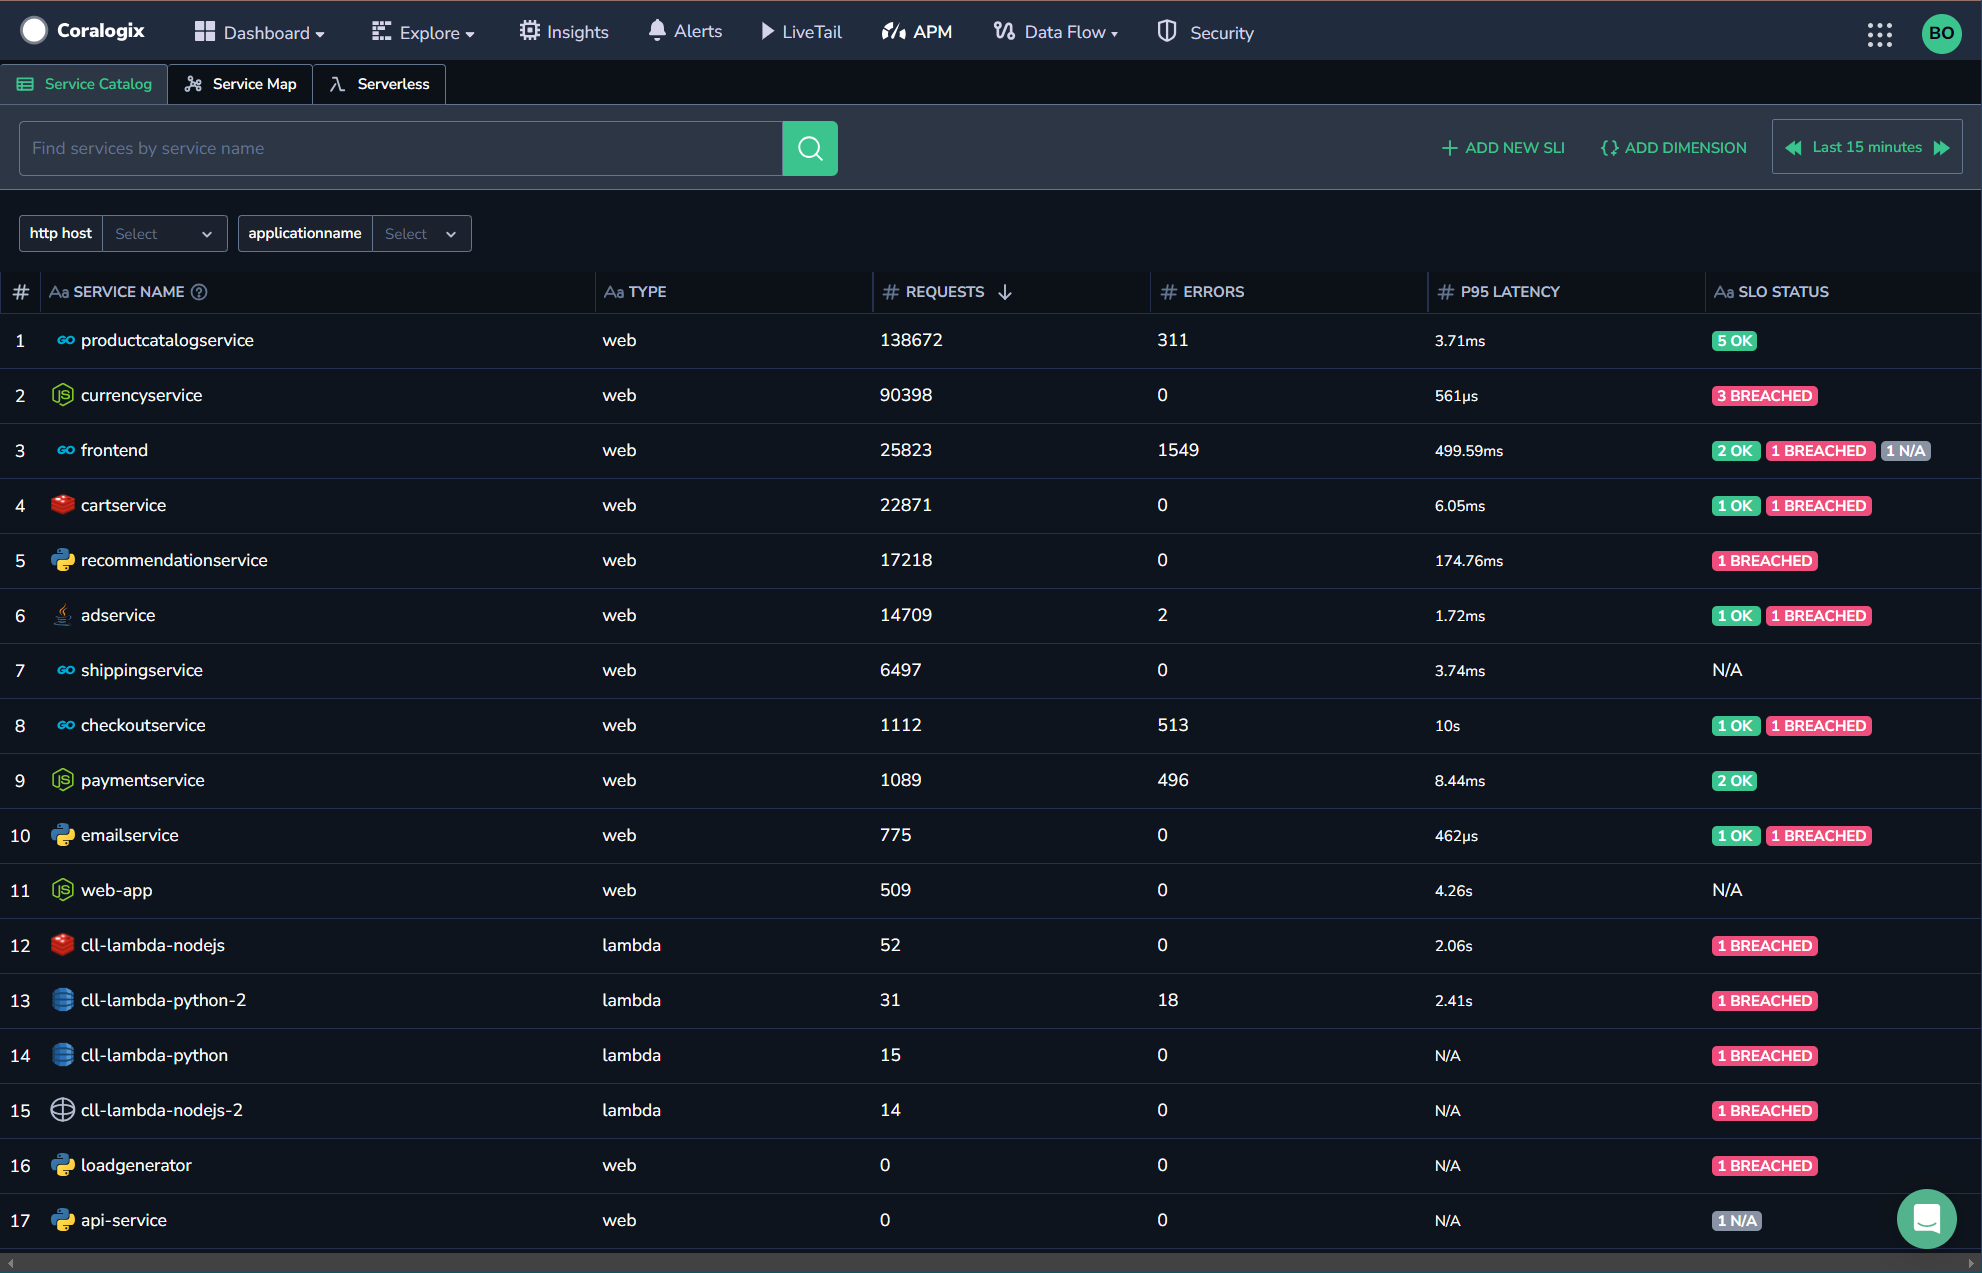 Coralogix Dashboard Explore Insights Alerts LiveTail APM Data Flow Security BO
Service Catalog Service Map λ Serverless
Find services by service name + ADD NEW SLI {} ADD DIMENSION Last 15 minutes
http host Select applicationname Select
# Aa SERVICE NAME ? Aa TYPE # REQUESTS ↓ # ERRORS # P95 LATENCY Aa SLO STATUS
1 GO productcatalogservice web 138672 311 3.71ms 5 OK
2 JS currencyservice web 90398 0 561µs 3 BREACHED
3 GO frontend web 25823 1549 499.59ms 2 OK 1 BREACHED 1 N/A
4 cartservice web 22871 0 6.05ms 1 OK 1 BREACHED
5 recommendationservice web 17218 0 174.76ms 1 BREACHED
6 adservice web 14709 2 1.72ms 1 OK 1 BREACHED
7 GO shippingservice web 6497 0 3.74ms N/A
8 GO checkoutservice web 1112 513 10s 1 OK 1 BREACHED
9 JS paymentservice web 1089 496 8.44ms 2 OK
10 emailservice web 775 0 462µs 1 OK 1 BREACHED
11 JS web-app web 509 0 4.26s N/A
12 cll-lambda-nodejs lambda 52 0 2.06s 1 BREACHED
13 cll-lambda-python-2 lambda 31 18 2.41s 1 BREACHED
14 cll-lambda-python lambda 15 0 N/A 1 BREACHED
15 cll-lambda-nodejs-2 lambda 14 0 N/A 1 BREACHED
16 loadgenerator web 0 0 N/A 1 BREACHED
17 api-service web 0 0 N/A 1 N/A